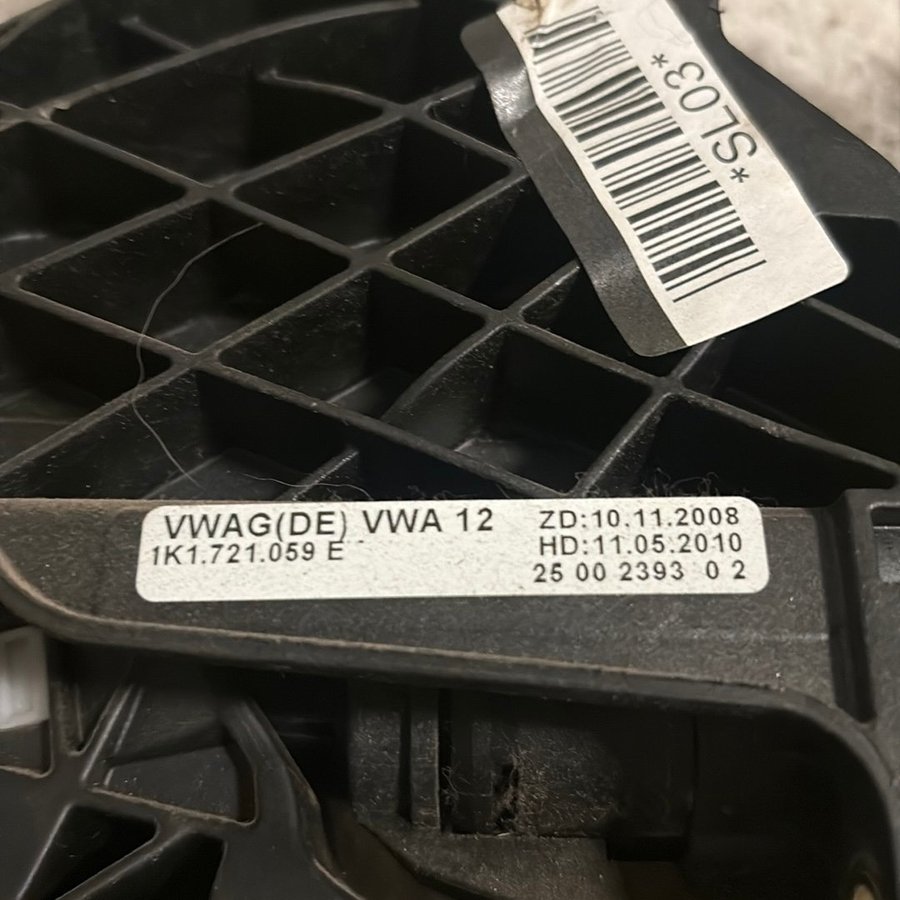 *SL03*
VWAG(DE) VWA 12
1K1.721.059 E
ZD:10.11.2008
HD:11.05.2010
25 00 2393 0 2